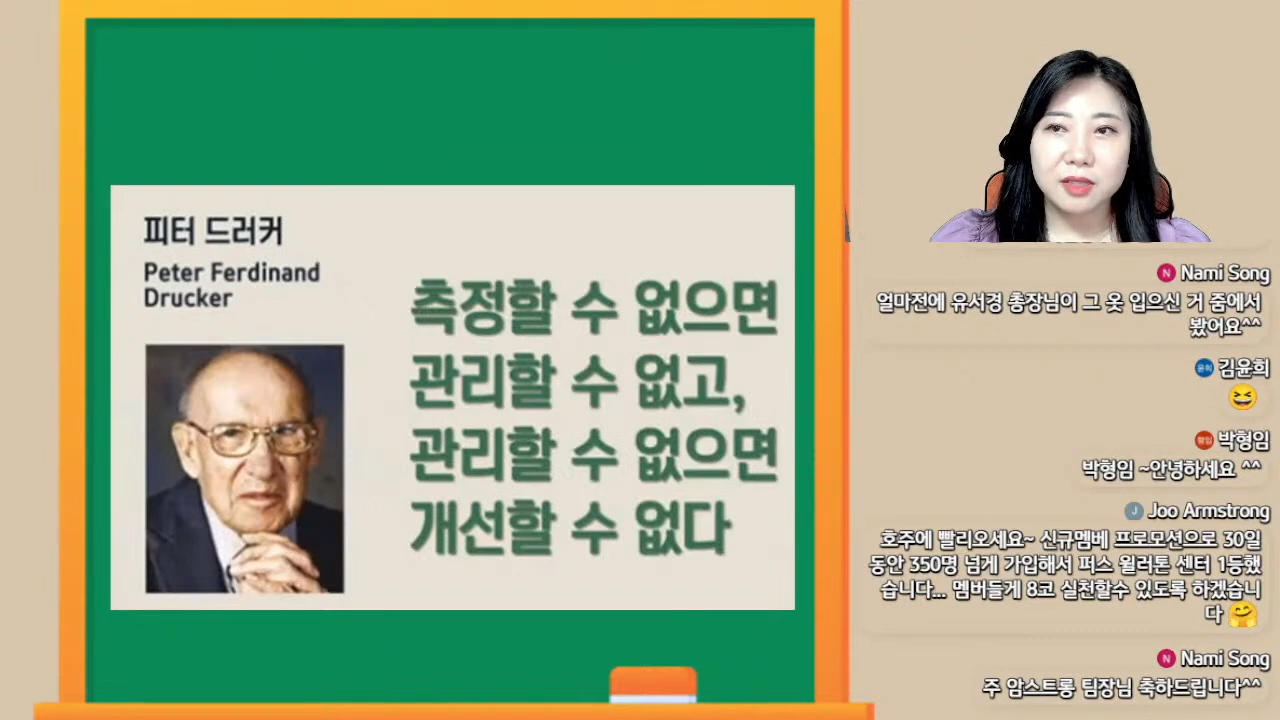 피터 드러커
Peter Ferdinand
Drucker
측정할 수 없으면
관리할 수 없고,
관리할 수 없으면
개선할 수 없다
N Nami Song
얼마전에 유서경 총장님이 그 옷 입으신 거 줌에서
봤어요^^
윤희 김윤희
형임 박형임
박형임 ~안녕하세요 ^^
J Joo Armstrong
호주에 빨리오세요~ 신규멤베 프로모션으로 30일
동안 350명 넘게 가입해서 퍼스 윌러톤 센터 1등했
습니다... 멤버들게 8코 실천할수 있도록 하겠습니
다
N Nami Song
주 암스트롱 팀장님 축하드립니다^^